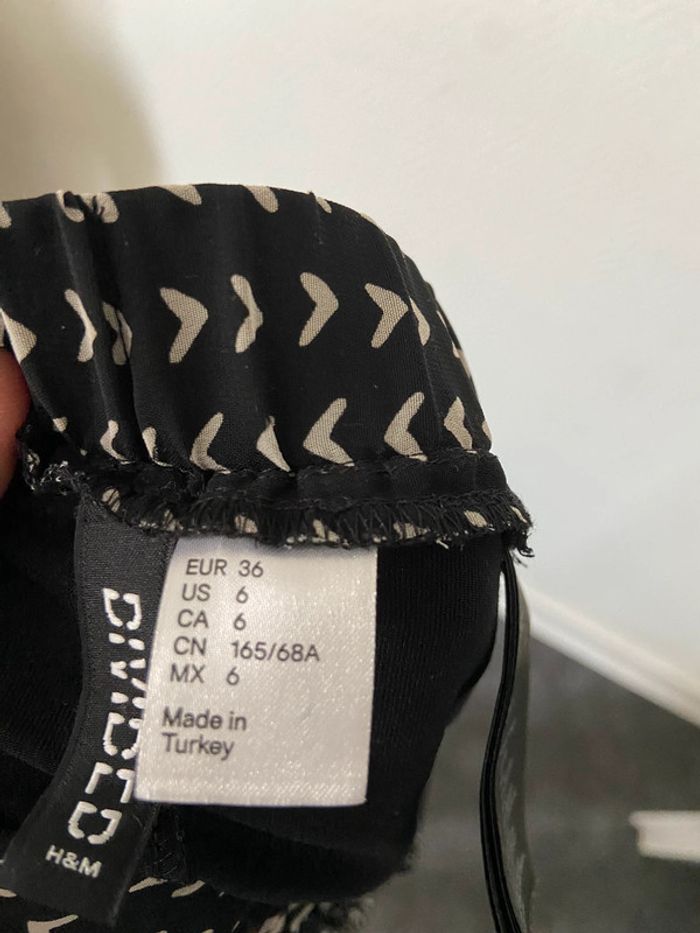 EUR 36
US 6
CA 6
CN 165/68A
MX 6
Made in
Turkey
DIVIDED
H&M